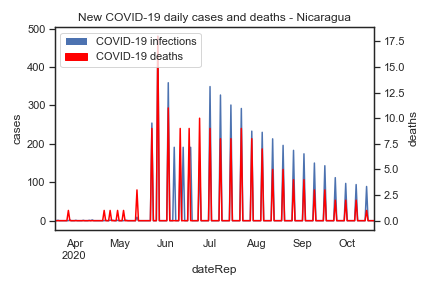 New COVID-19 daily cases and deaths - Nicaragua
COVID-19 infections
COVID-19 deaths
500
400
300
200
100
0
cases
17.5
15.0
12.5
10.0
7.5
5.0
2.5
0.0
deaths
Apr May Jun Jul Aug Sep Oct
2020
dateRep